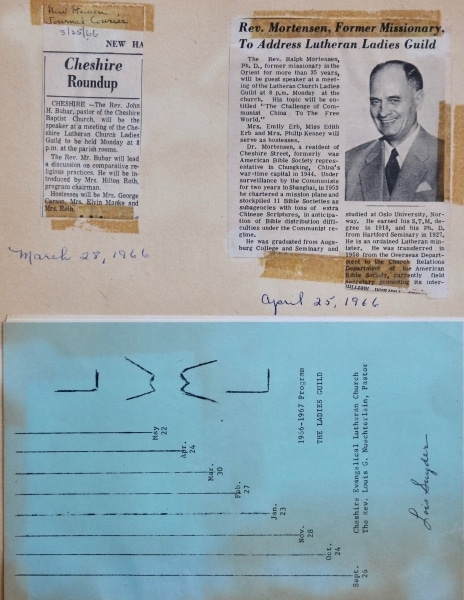 New Haven
Journal Courier
3/25/66
NEW HA
Cheshire
Roundup
CHESHIRE —The Rev. John
H. Bubar, pastor of the Cheshire
Baptist Church, will be the
speaker at a meeting of the Ches-
hire Lutheran Church Ladies
Guild to be held Monday at 8
p.m. at the parish room.
The Rev. Mr. Bubar will lead
a discussion on comparative re-
ligious practices. He will be in-
troduced by Mrs. Hilton Roth,
program chairman.
Hostesses will be Mrs. George
Carson, Mrs. Elvin Manke and
Mrs. Roth.
March 28, 1966
Rev. Mortensen, Former Missionary,
To Address Lutheran Ladies Guild
The Rev. Ralph Mortensen,
Ph. D., former missionary in the
Orient for more than 35 years,
will be guest speaker at a meet-
ing of the Lutheran Church Ladies
Guild at 8 p.m. Monday at the
church. His topic will be en-
titled "The Challenge of Com-
munist China To The Free
World."
Mrs. Emily Erb, Miss Edith
Erb and Mrs. Philip Kenney will
serve as hostesses.
Dr. Mortensen, a resident of
Cheshire Street, formerly was
American Bible Society repres-
entative in Chungking, China's
war-time capital in 1944. Under
surveillance by the Communists
for two years in Shanghai, in 1953
he chartered a mission plane and
stockpiled 11 Bible Societies as
subagencies with tons of extra
Chinese Scriptures, in anticipa-
tion of Bible distribution diffi-
culties under the Communist re-
gime.
He was graduated from Augs-
burg College and Seminary and
studied at Oslo University, Nor-
way. He earned his S.T.M. de-
gree in 1918, and his Ph. D.
from Hartford Seminary in 1927.
He is an ordained Lutheran min-
ister. He was transferred in
1958 from the Overseas Depart-
ment to the Church Relations
Department of the American
Bible Society, currently field
secretary promoting its inter-
April 25, 1966
1966-1967 Program
THE LADIES GUILD
Cheshire Evangelical Lutheran Church
The Rev. Louis G. Nuechterlein, Pastor
Lois Snyder
Sept. 26
Oct. 24
Nov. 28
Jan. 23
Feb. 27
Mar. 30
Apr. 24
May 22